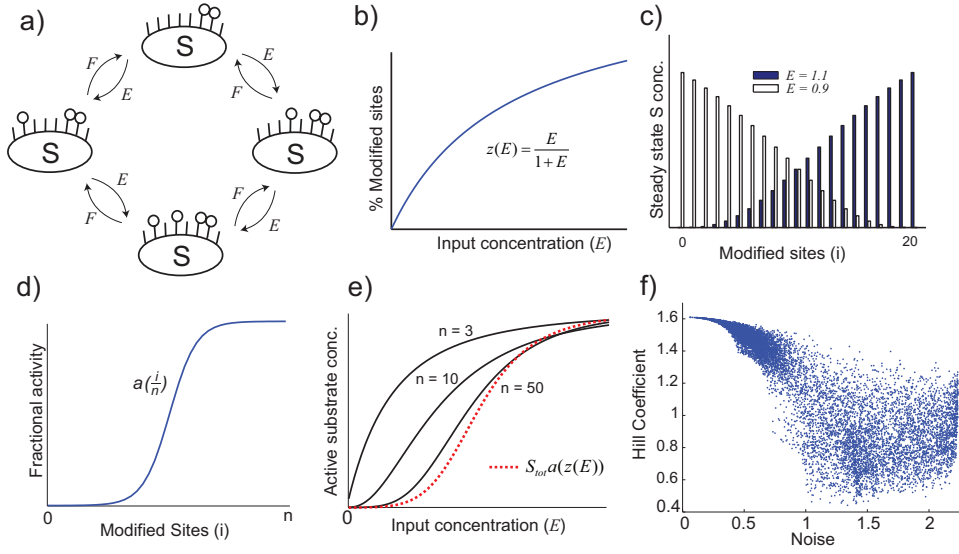 a)
S
F
E
E
F
S
S
E
F
F
E
S
b)
% Modified sites
z(E) = E / 1 + E
Input concentration (E)
c)
Steady state S conc.
E = 1.1
E = 0.9
0
20
Modified sites (i)
d)
Fractional activity
a(i/n)
0
n
Modified Sites (i)
e)
Active substrate conc.
n = 3
n = 10
n = 50
S_tot a(z(E))
0
Input concentration (E)
f)
Hill Coefficient
1.6
1.4
1.2
1
0.8
0.6
0.4
0
0.5
1
1.5
2
Noise